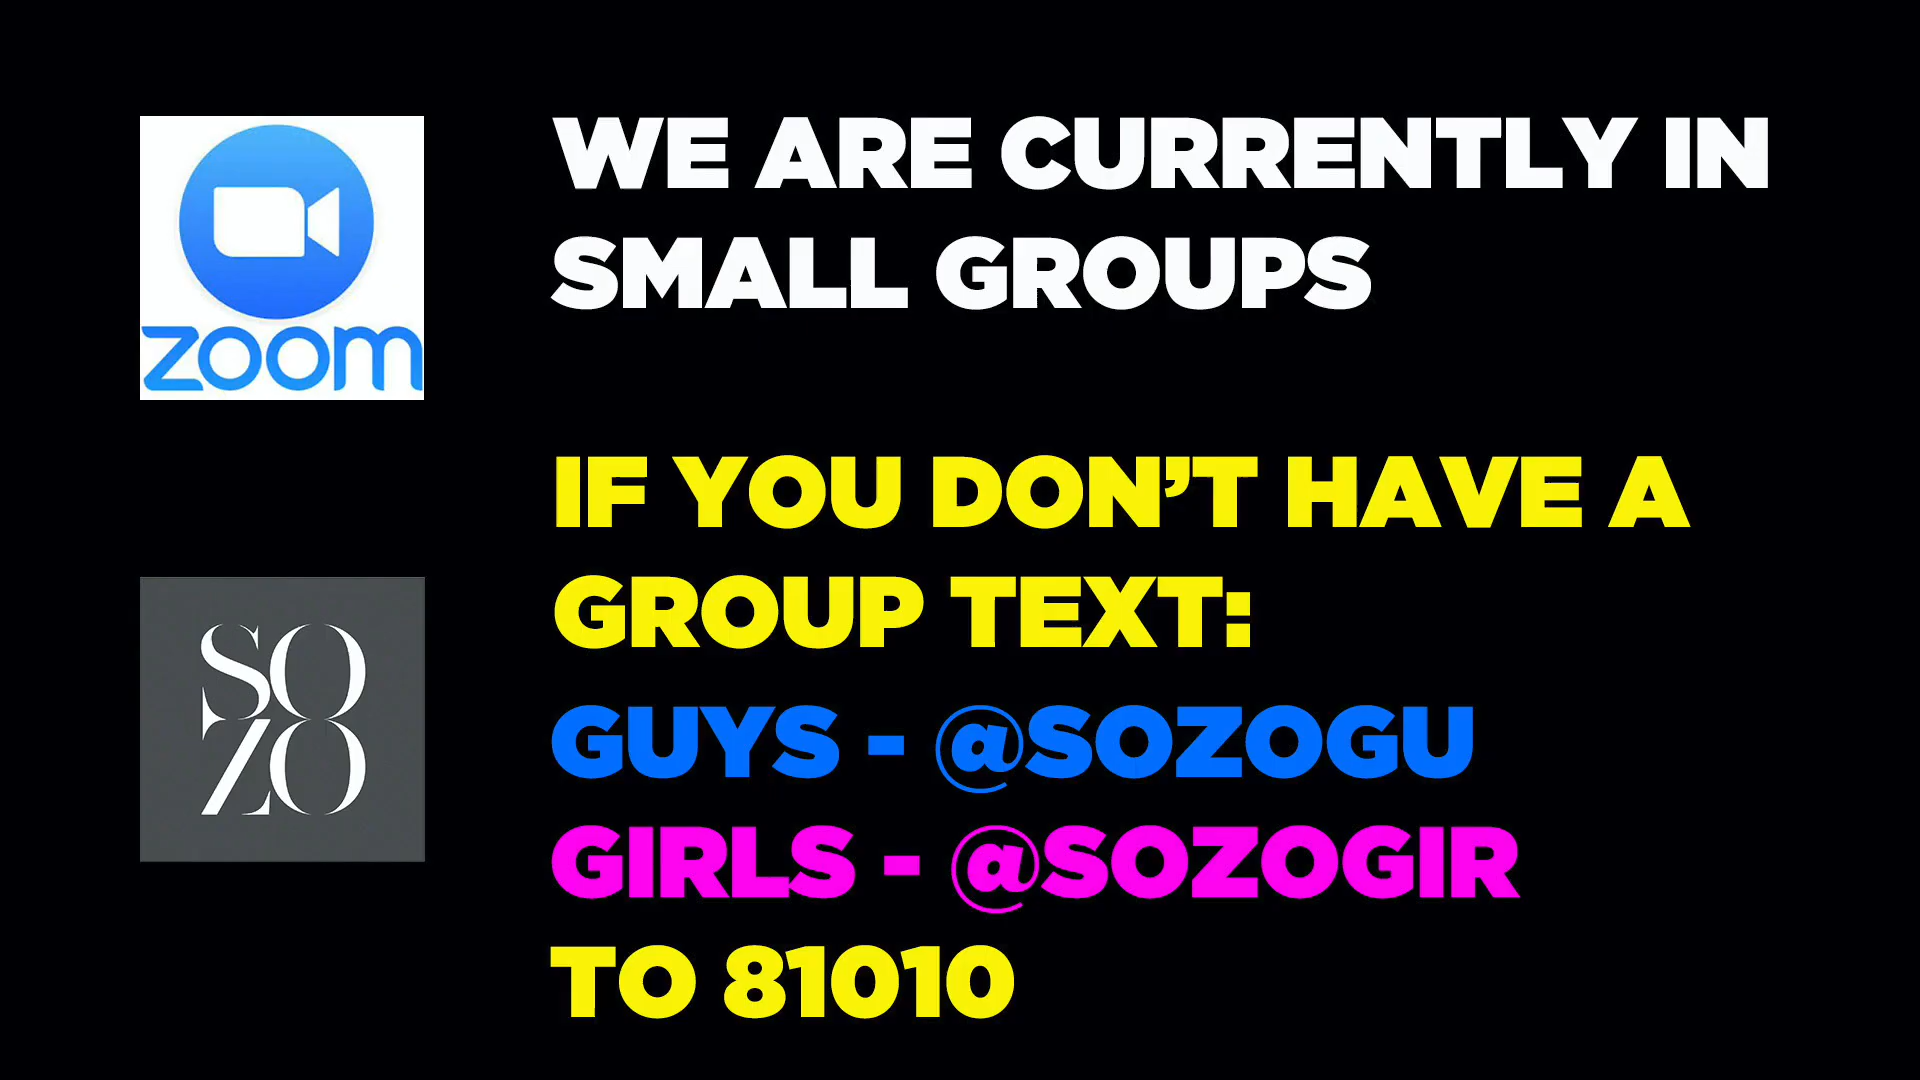 zoom
WE ARE CURRENTLY IN
SMALL GROUPS
IF YOU DON’T HAVE A
GROUP TEXT:
SO
ZO
GUYS - @SOZOGU
GIRLS - @SOZOGIR
TO 81010